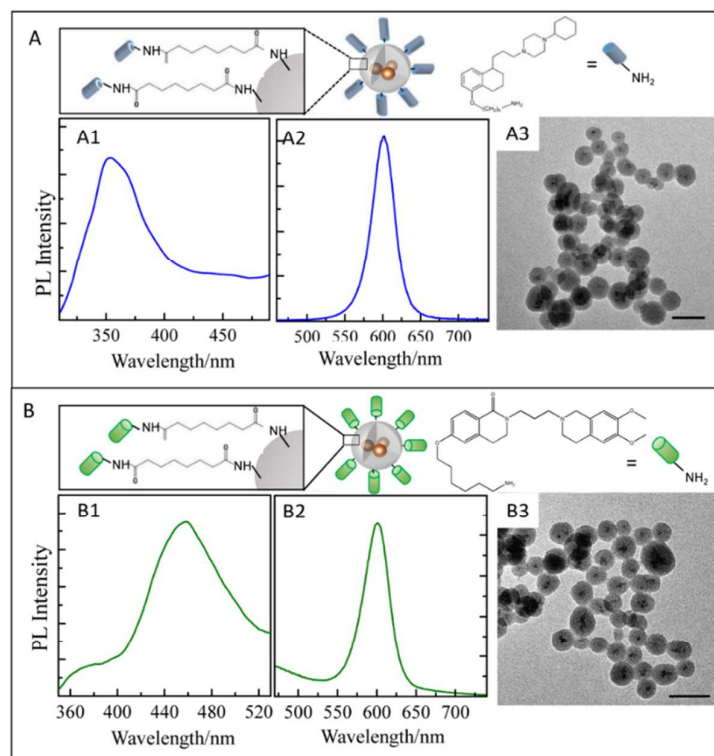 A
NH
O
O
NH
NH
O
O
NH
N
N
O
( )6
NH2
=
NH2
A1
A2
A3
PL Intensity
350 400 450
500 550 600 650 700
Wavelength/nm
Wavelength/nm
B
NH
O
NH
NH
O
O
NH
O
N
N
O
O
O
NH2
=
NH2
B1
B2
B3
PL Intensity
360 400 440 480 520
500 550 600 650 700
Wavelength/nm
Wavelength/nm